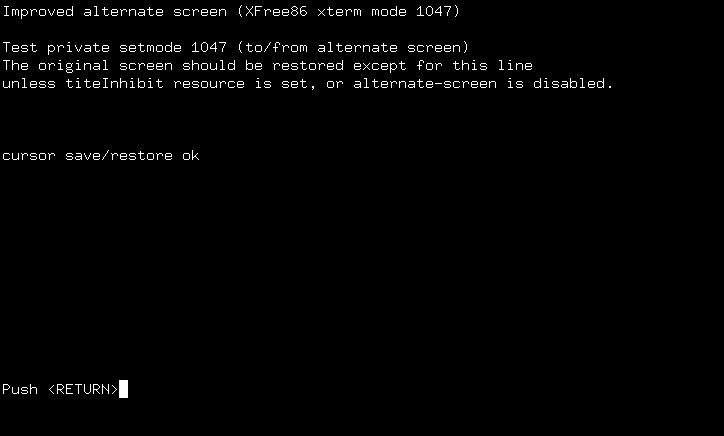 Improved alternate screen (XFree86 xterm mode 1047)
Test private setmode 1047 (to/from alternate screen)
The original screen should be restored except for this line
unless titeInhibit resource is set, or alternate-screen is disabled.
cursor save/restore ok
Push <RETURN>